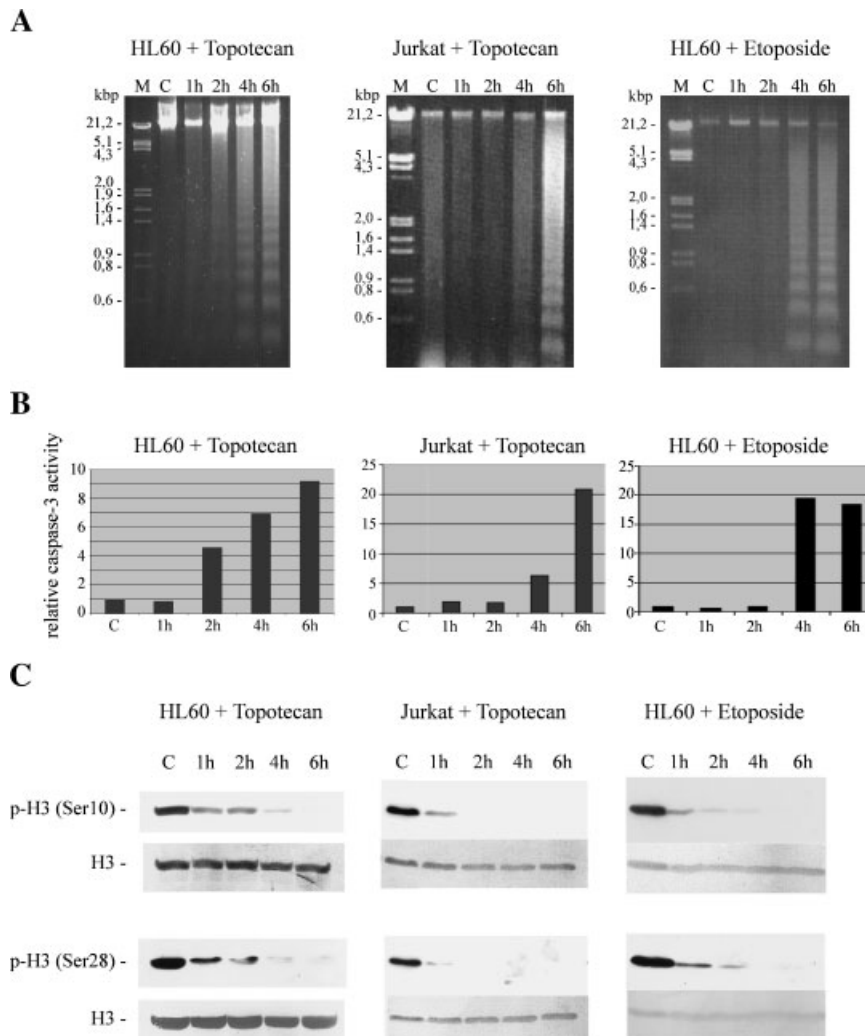 A
HL60 + Topotecan
kbp M C 1h 2h 4h 6h
21,2 -
5,1 -
4,3 -
2,0 -
1,9 -
1,6 -
1,4 -
0,9 -
0,8 -
0,6 -
Jurkat + Topotecan
kbp M C 1h 2h 4h 6h
21,2 -
5,1 -
4,3 -
2,0 -
1,6 -
1,4 -
0,9 -
0,8 -
0,6 -
HL60 + Etoposide
kbp M C 1h 2h 4h 6h
21,2 -
5,1 -
4,3 -
2,0 -
1,6 -
1,4 -
0,9 -
0,8 -
0,6 -
B
relative caspase-3 activity
HL60 + Topotecan
10
9
8
7
6
5
4
3
2
1
0
C 1h 2h 4h 6h
Jurkat + Topotecan
25
20
15
10
5
0
C 1h 2h 4h 6h
HL60 + Etoposide
25
20
15
10
5
0
C 1h 2h 4h 6h
C
HL60 + Topotecan Jurkat + Topotecan HL60 + Etoposide
C 1h 2h 4h 6h C 1h 2h 4h 6h C 1h 2h 4h 6h
p-H3 (Ser10) -
H3 -
p-H3 (Ser28) -
H3 -